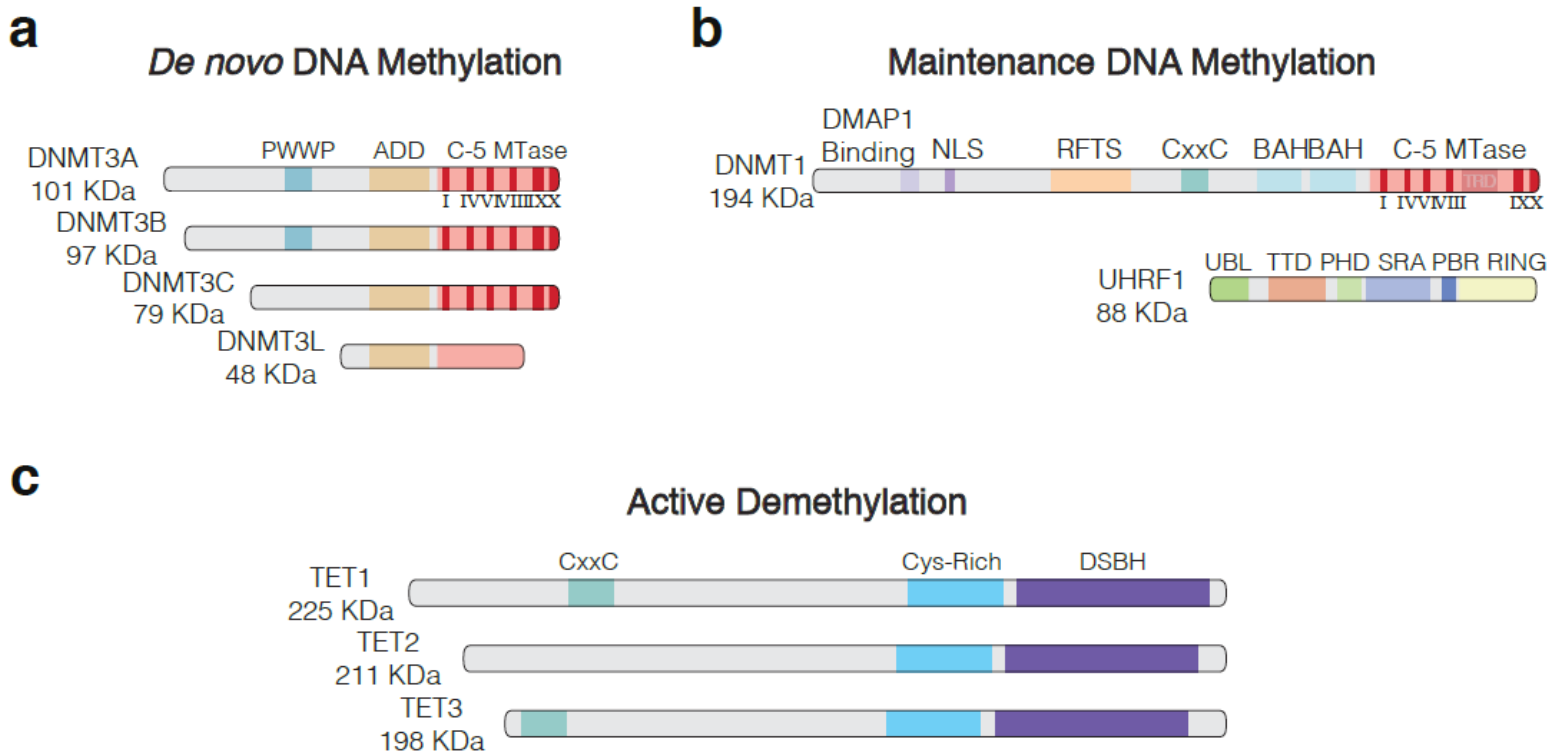 a
De novo DNA Methylation
DNMT3A
101 KDa
PWWP ADD C-5 MTase
I IV V VI VIII IX X
DNMT3B
97 KDa
DNMT3C
79 KDa
DNMT3L
48 KDa
b
Maintenance DNA Methylation
DMAP1
Binding NLS RFTS CxxC BAH BAH C-5 MTase
DNMT1
194 KDa
TRD
I IV V VI VIII IX X
UBL TTD PHD SRA PBR RING
UHRF1
88 KDa
c
Active Demethylation
CxxC Cys-Rich DSBH
TET1
225 KDa
TET2
211 KDa
TET3
198 KDa